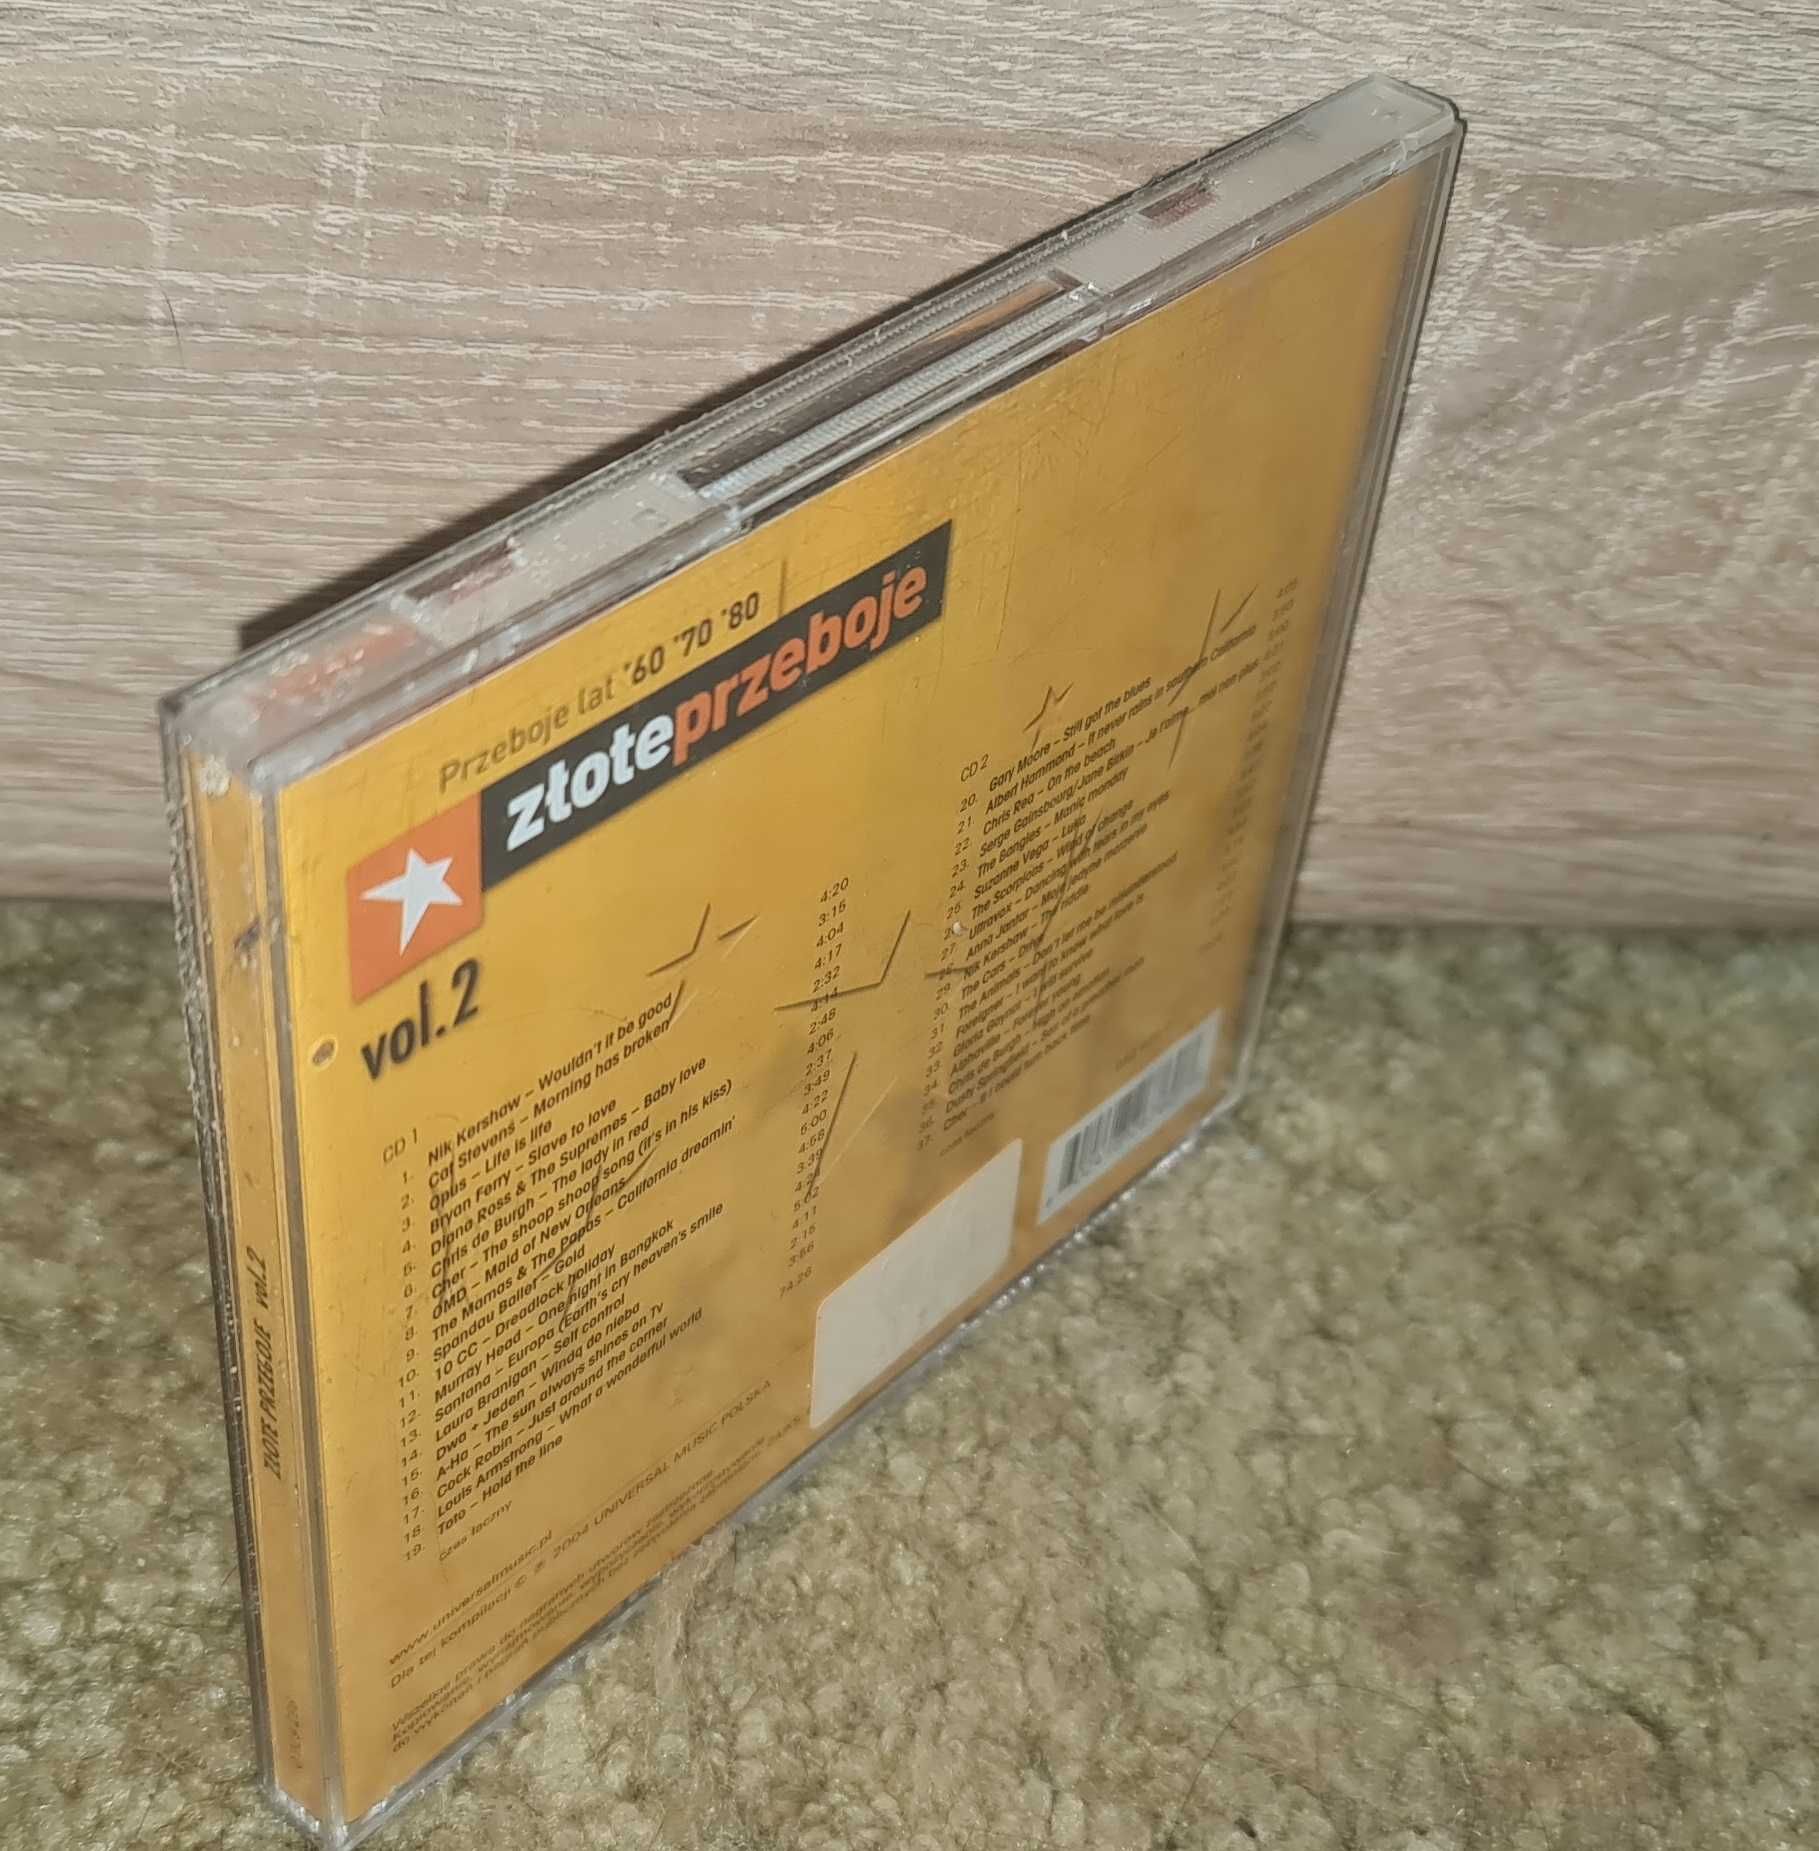 Przeboje lat '60 '70 '80
złoteprzeboje
vol.2
CD 1
1. Nik Kershaw – Wouldn't it be good 4:20
2. Cat Stevens – Morning has broken 3:15
3. Opus – Life is life 4:04
4. Bryan Ferry – Slave to love 4:17
5. Diana Ross & The Supremes – Baby love 2:32
6. Chris de Burgh – The lady in red 4:14
7. Cher – The shoop shoop song (it's in his kiss) 2:48
8. OMD – Maid of New Orleans 4:06
9. The Mamas & The Papas – California dreamin' 2:37
10. Spandau Ballet – Gold 3:49
11. 10 CC – Dreadlock holiday 4:22
12. Murray Head – One night in Bangkok 5:00
13. Santana – Europa (Earth's cry heaven's smile 4:58
14. Laura Branigan – Self control
15. Dwa + Jeden – Windą do nieba
16. A-Ha – The sun always shines on Tv 5:02
17. Cock Robin – Just around the corner 4:11
18. Louis Armstrong – What a wonderful world 2:15
19. Toto – Hold the line 3:56
czas łączny 74:26
CD 2
20. Gary Moore – Still got the blues
21. Albert Hammond – It never rains in southern California
22. Chris Rea – On the beach
23. Serge Gainsbourg/Jane Birkin – Je t'aime... moi non plus
24. The Bangles – Manic monday
25. Suzanne Vega – Luka
26. The Scorpions – Wind of change
27. Ultravox – Dancing with tears in my eyes
28. Anna Jantar – Moje jedyne marzenie
29. Nik Kershaw – The riddle
30. The Cars – Drive
31. The Animals – Don't let me be misunderstood
32. Foreigner – I want to know what love is
33. Gloria Gaynor – I will survive
34. Alphaville – Forever young
35. Chris de Burgh – High on emotion
36. Dusty Springfield – Son of a preacher man
37. Cher – If I could turn back time
czas łączny
www.universalmusic.pl
Dla tej kompilacji © ℗ 2004 UNIVERSAL MUSIC POLSKA
ZŁOTE PRZEBOJE vol.2